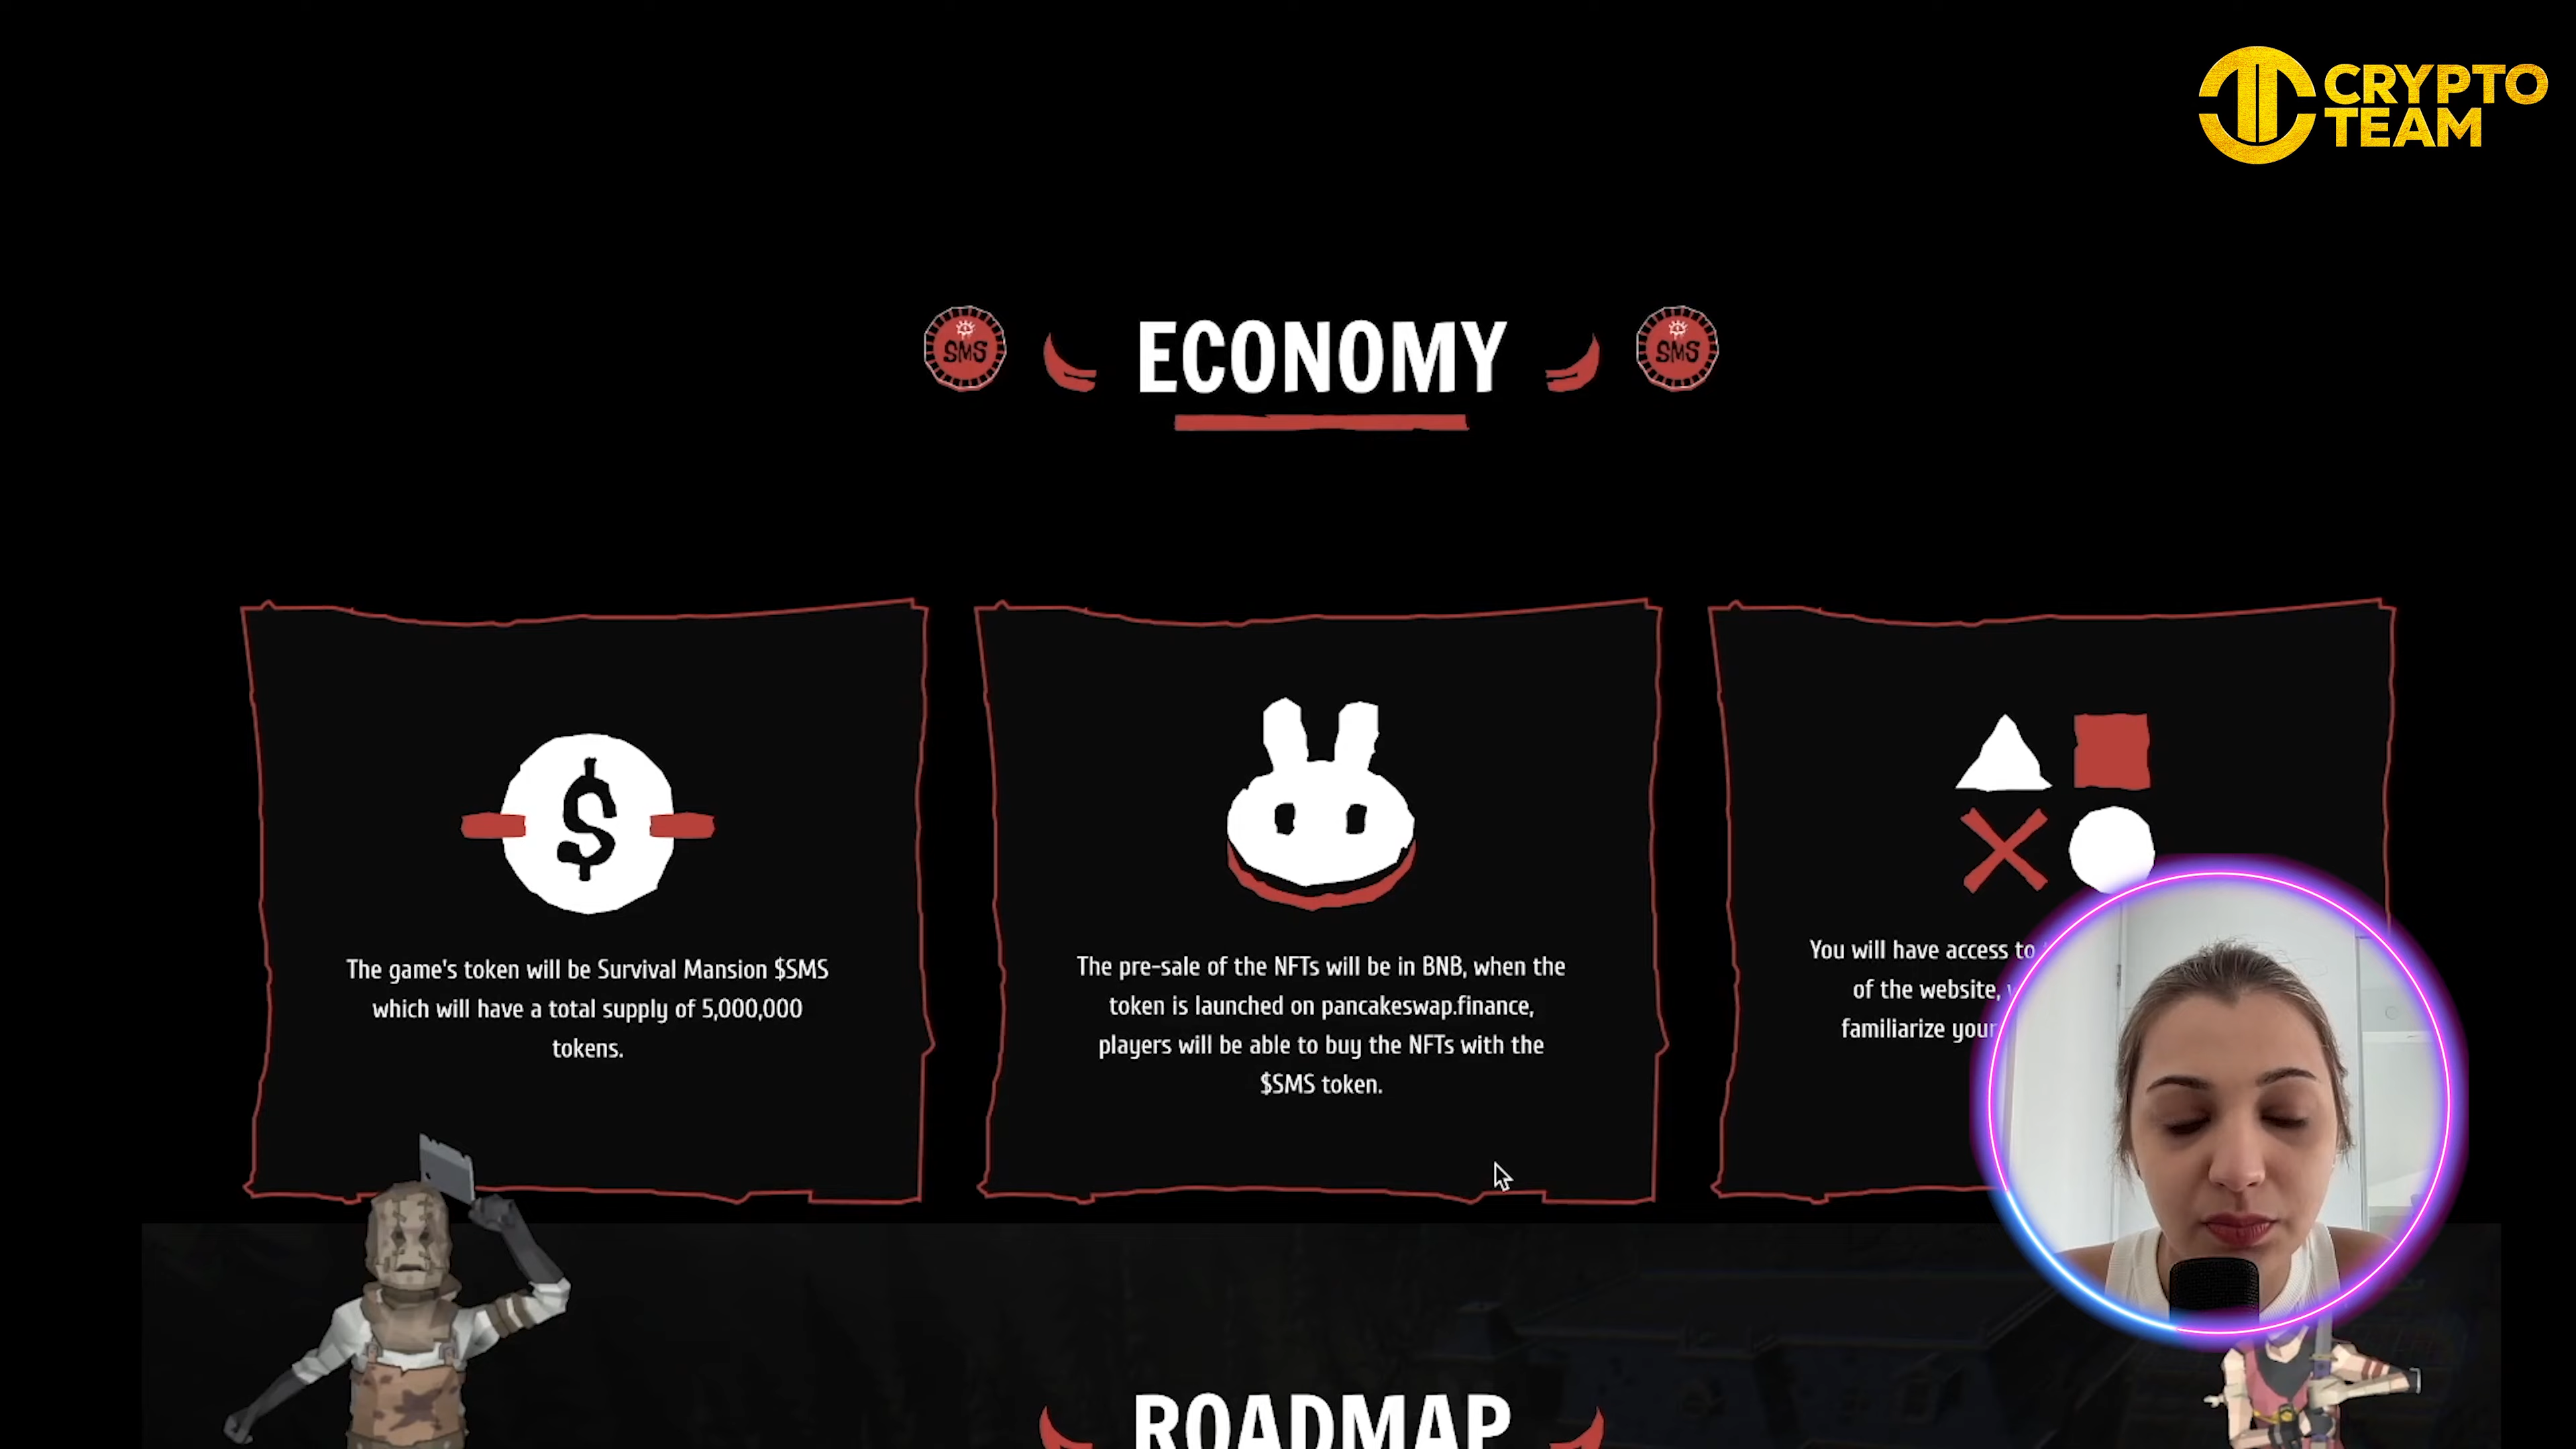 CRYPTO
TEAM
SMS
ECONOMY
SMS
$
The game's token will be Survival Mansion $SMS
which will have a total supply of 5,000,000
tokens.
The pre-sale of the NFTs will be in BNB, when the
token is launched on pancakeswap.finance,
players will be able to buy the NFTs with the
$SMS token.
You will have access to
of the website,
familiarize
ROADMAP